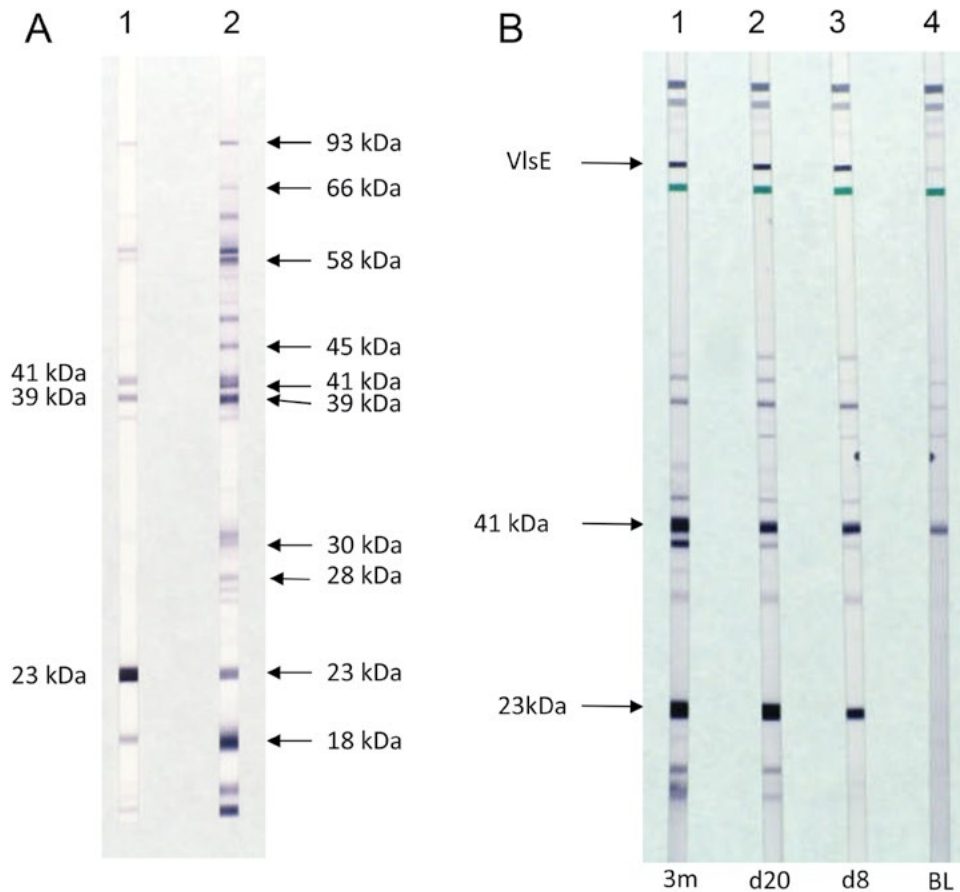 A
1 2
93 kDa
66 kDa
58 kDa
45 kDa
41 kDa
39 kDa
41 kDa
39 kDa
30 kDa
28 kDa
23 kDa
23 kDa
18 kDa
B
1 2 3 4
VlsE
41 kDa
23kDa
3m d20 d8 BL